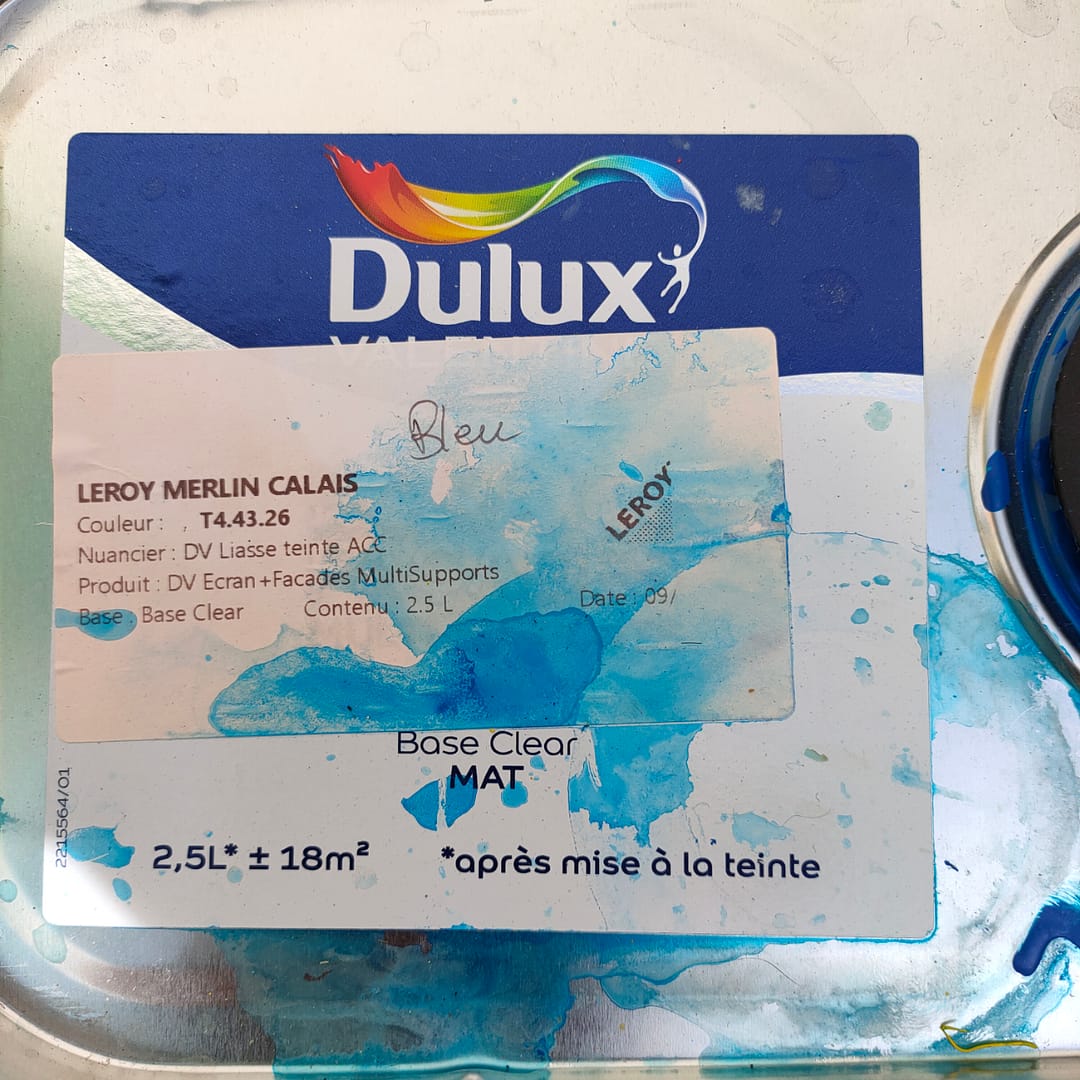 Dulux
Bleu
LEROY MERLIN CALAIS
LEROY
Couleur : , T4.43.26
Nuancier : DV Liasse teinte ACC
Produit : DV Ecran+Facades MultiSupports
Base : Base Clear Contenu : 2.5 L Date : 09/
Base Clear
MAT
2215564/01
2,5L* ± 18m² *après mise à la teinte